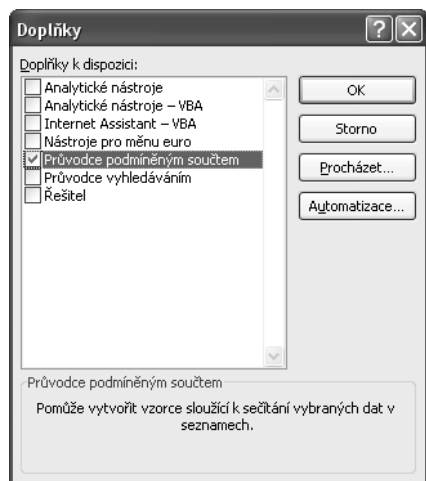 Doplňky
Doplňky k dispozici:
Analytické nástroje
Analytické nástroje – VBA
Internet Assistant – VBA
Nástroje pro měnu euro
Průvodce podmíněným součtem
Průvodce vyhledáváním
Řešitel
OK
Storno
Procházet...
Automatizace...
Průvodce podmíněným součtem
Pomůže vytvořit vzorce sloužící k sečítání vybraných dat v
seznamech.